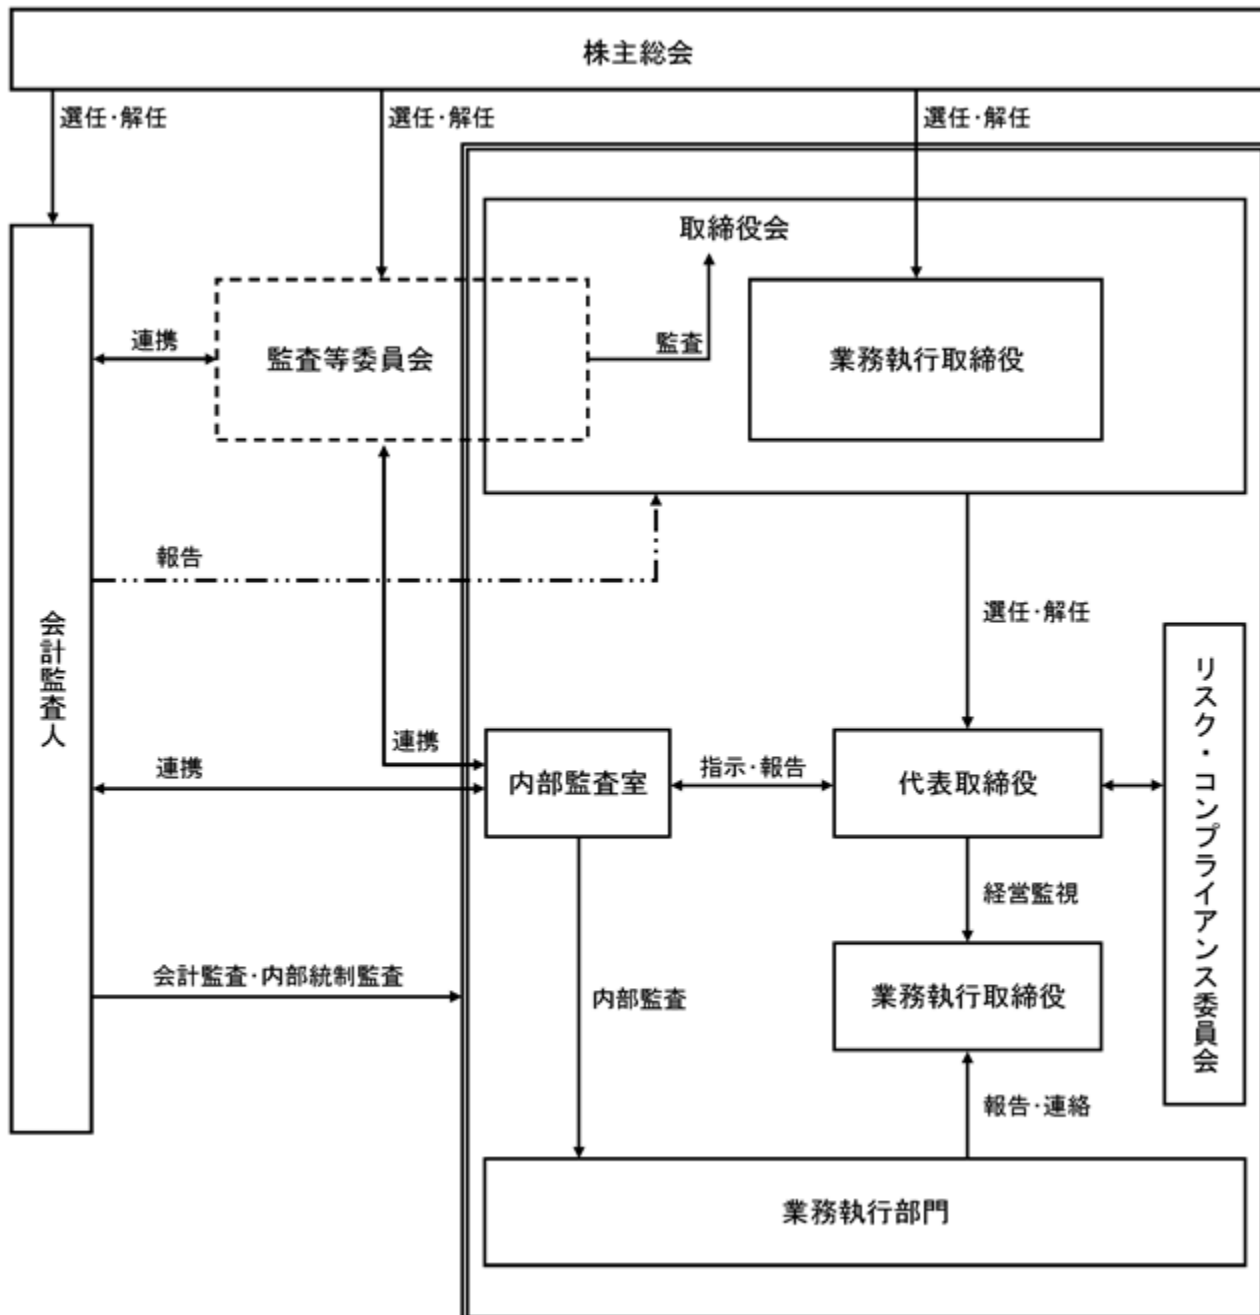 株主総会
選任・解任
選任・解任
選任・解任
取締役会
連携
監査等委員会
監査
業務執行取締役
報告
選任・解任
会計監査人
リスク・コンプライアンス委員会
連携
連携
内部監査室
指示・報告
代表取締役
経営監視
会計監査・内部統制監査
内部監査
業務執行取締役
報告・連絡
業務執行部門